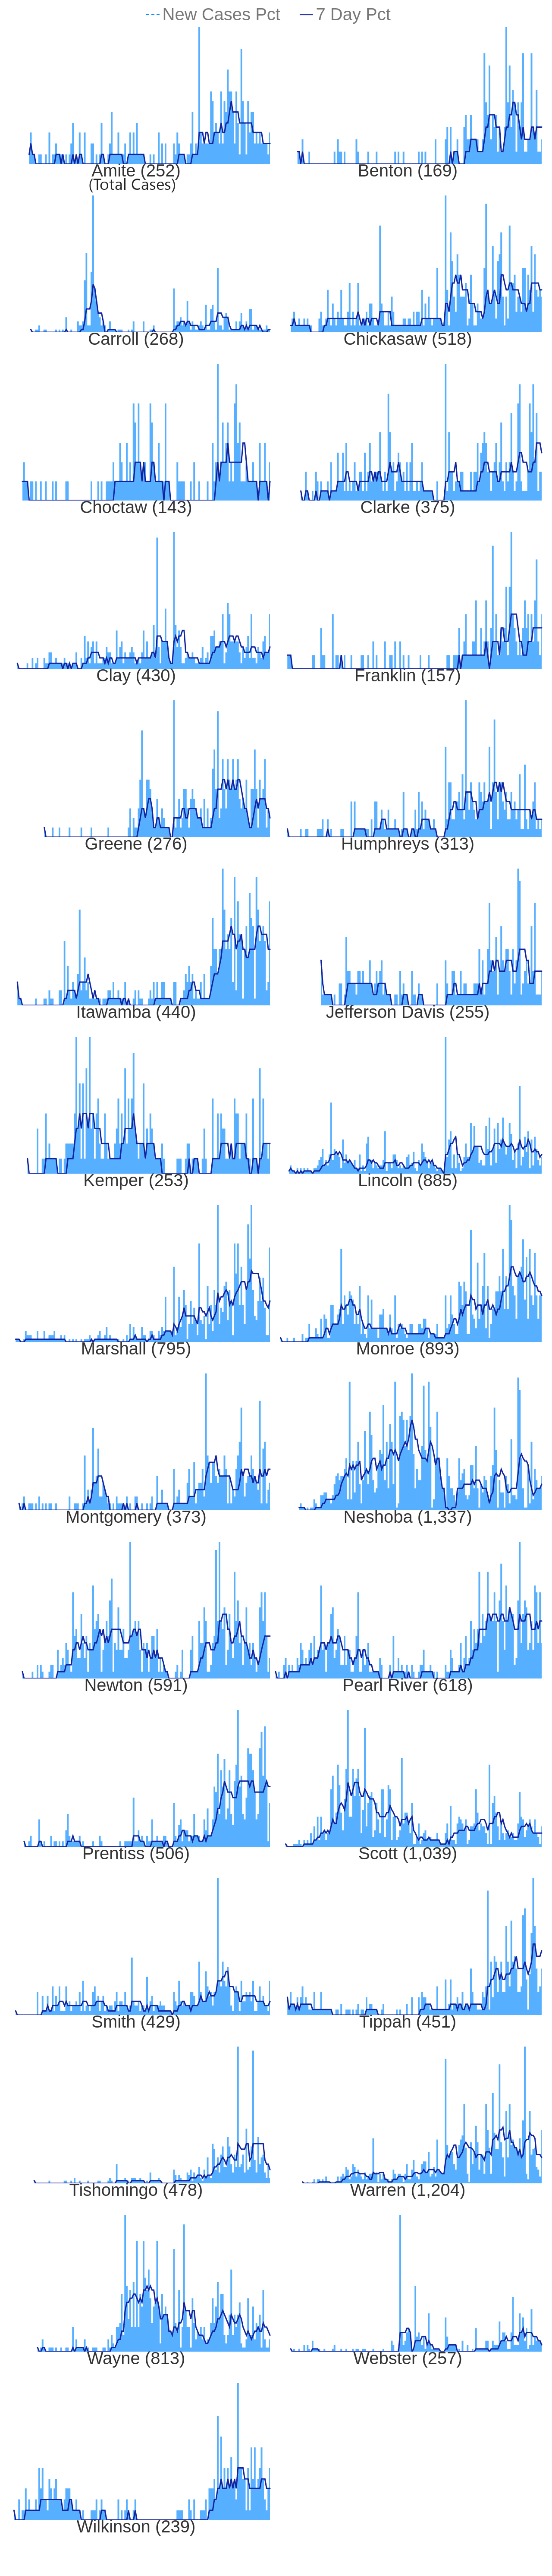 New Cases Pct 7 Day Pct
Amite (252) Benton (169)
(Total Cases)
Carroll (268) Chickasaw (518)
Choctaw (143) Clarke (375)
Clay (430) Franklin (157)
Greene (276) Humphreys (313)
Itawamba (440) Jefferson Davis (255)
Kemper (253) Lincoln (885)
Marshall (795) Monroe (893)
Montgomery (373) Neshoba (1,337)
Newton (591) Pearl River (618)
Prentiss (506) Scott (1,039)
Smith (429) Tippah (451)
Tishomingo (478) Warren (1,204)
Wayne (813) Webster (257)
Wilkinson (239)